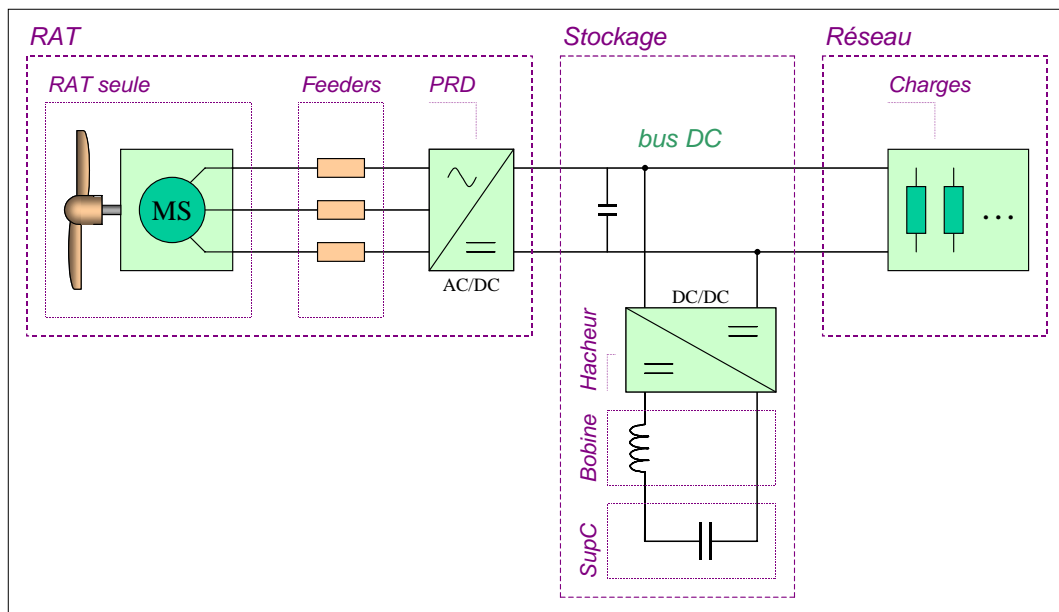 RAT
Stockage
Réseau
RAT seule
Feeders
PRD
Charges
bus DC
MS
...
AC/DC
DC/DC
Hacheur
Bobine
SupC